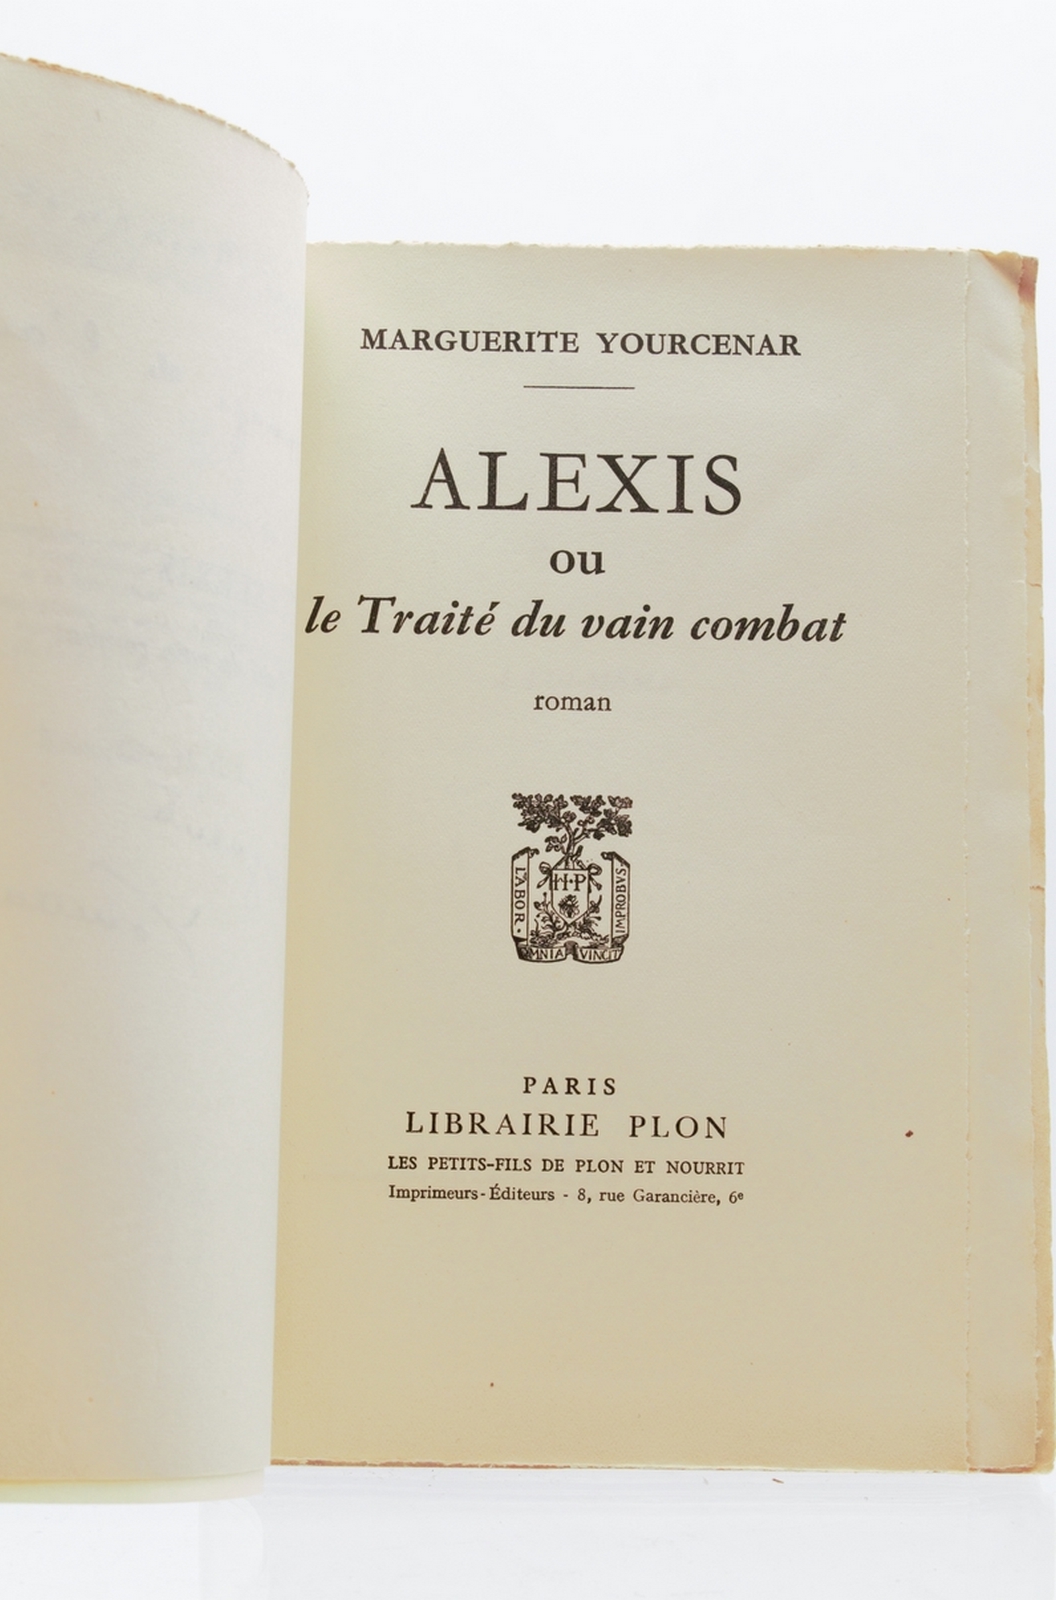 MARGUERITE YOURCENAR
ALEXIS
ou
le Traité du vain combat
roman
H·P
LABOR·
IMPROBVS
OMNIA VINCIT
PARIS
LIBRAIRIE PLON
LES PETITS-FILS DE PLON ET NOURRIT
Imprimeurs-Éditeurs - 8, rue Garancière, 6e